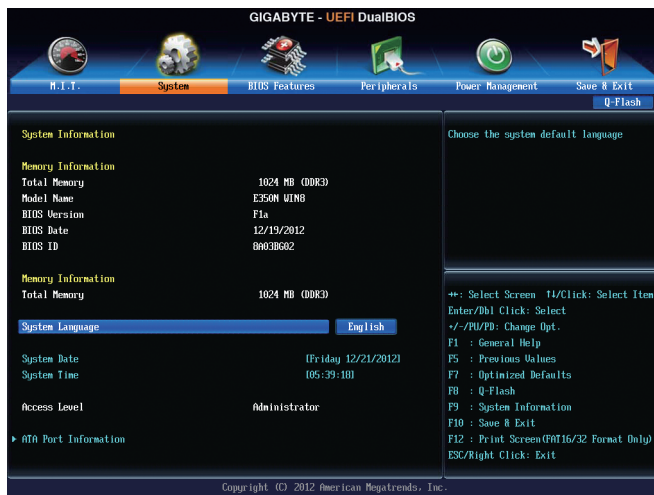 GIGABYTE - UEFI DualBIOS
M.I.T. System BIOS Features Peripherals Power Management Save & Exit
Q-Flash
System Information
Choose the system default language
Memory Information
Total Memory 1024 MB (DDR3)
Model Name E350N WIN8
BIOS Version F1a
BIOS Date 12/19/2012
BIOS ID 8A03BG02
Memory Information
Total Memory 1024 MB (DDR3)
System Language English
System Date [Friday 12/21/2012]
System Time [05:39:18]
Access Level Administrator
ATA Port Information
→←: Select Screen ↑↓/Click: Select Item
Enter/Dbl Click: Select
+/-/PU/PD: Change Opt.
F1 : General Help
F5 : Previous Values
F7 : Optimized Defaults
F8 : Q-Flash
F9 : System Information
F10 : Save & Exit
F12 : Print Screen(FAT16/32 Format Only)
ESC/Right Click: Exit
Copyright (C) 2012 American Megatrends, Inc.